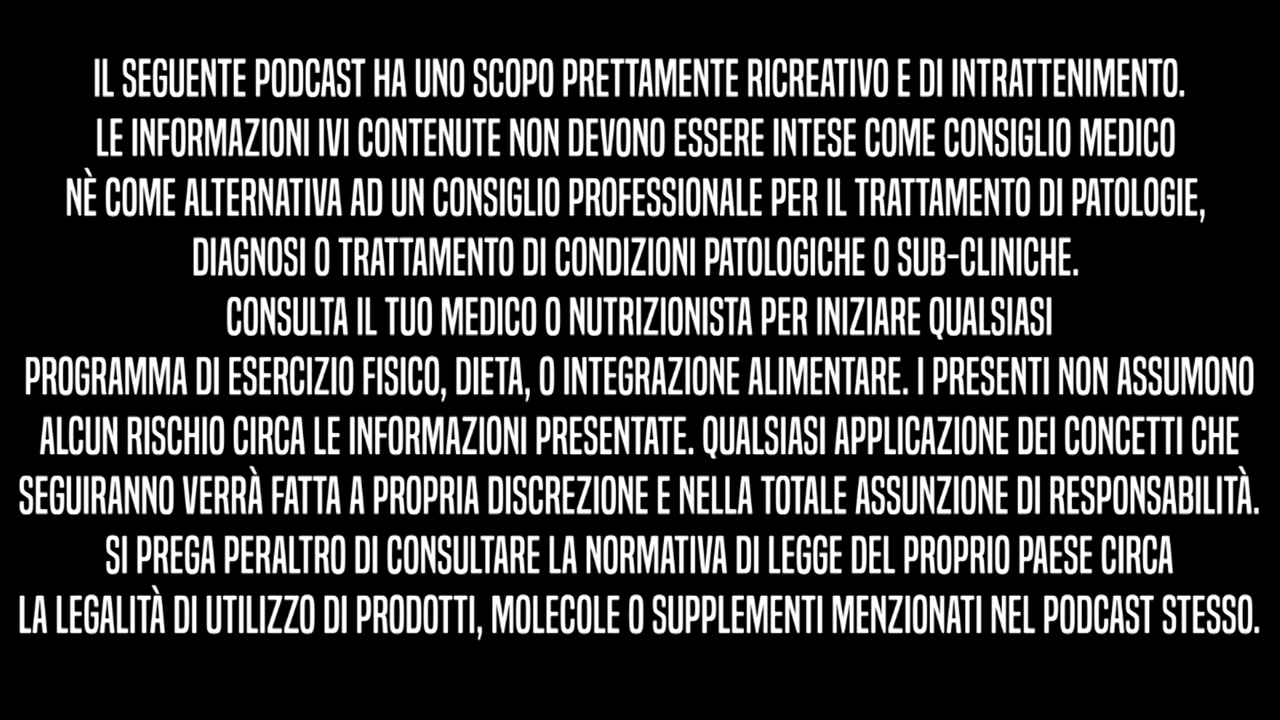 IL SEGUENTE PODCAST HA UNO SCOPO PRETTAMENTE RICREATIVO E DI INTRATTENIMENTO.
LE INFORMAZIONI IVI CONTENUTE NON DEVONO ESSERE INTESE COME CONSIGLIO MEDICO
NÈ COME ALTERNATIVA AD UN CONSIGLIO PROFESSIONALE PER IL TRATTAMENTO DI PATOLOGIE,
DIAGNOSI O TRATTAMENTO DI CONDIZIONI PATOLOGICHE O SUB-CLINICHE.
CONSULTA IL TUO MEDICO O NUTRIZIONISTA PER INIZIARE QUALSIASI
PROGRAMMA DI ESERCIZIO FISICO, DIETA, O INTEGRAZIONE ALIMENTARE. I PRESENTI NON ASSUMONO
ALCUN RISCHIO CIRCA LE INFORMAZIONI PRESENTATE. QUALSIASI APPLICAZIONE DEI CONCETTI CHE
SEGUIRANNO VERRÀ FATTA A PROPRIA DISCREZIONE E NELLA TOTALE ASSUNZIONE DI RESPONSABILITÀ.
SI PREGA PERALTRO DI CONSULTARE LA NORMATIVA DI LEGGE DEL PROPRIO PAESE CIRCA
LA LEGALITÀ DI UTILIZZO DI PRODOTTI, MOLECOLE O SUPPLEMENTI MENZIONATI NEL PODCAST STESSO.